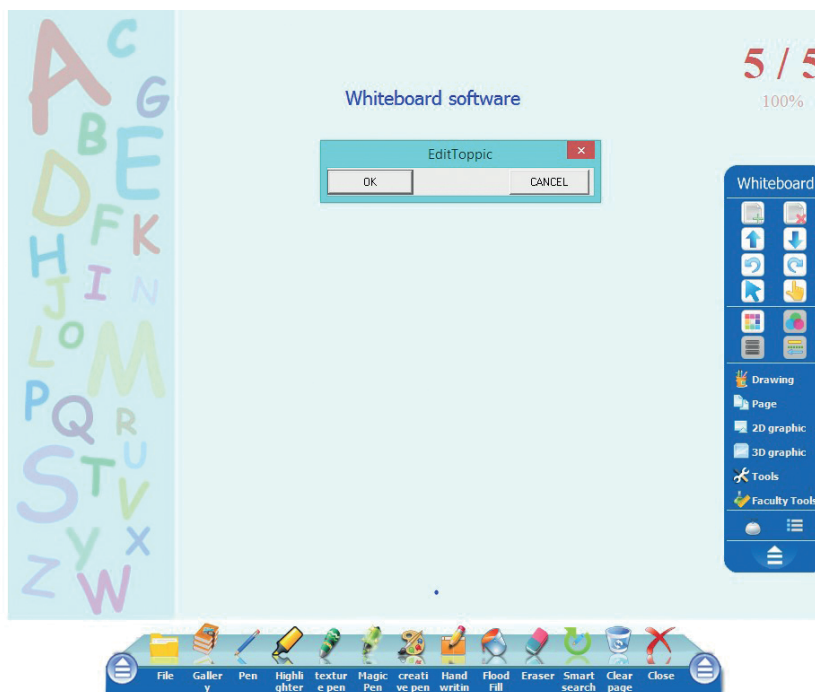 A
C
G
B
E
D
F
K
H
I
N
J
O
L
M
P
Q
R
U
S
T
V
Y
X
Z
W
Whiteboard software
EditToppic
OK
CANCEL
5 / 5
100%
Whiteboard
Drawing
Page
2D graphic
3D graphic
Tools
Faculty Tools
File
Galler
y
Pen
Highli
ghter
textur
e pen
Magic
Pen
creati
ve pen
Hand
writin
Flood
Fill
Eraser
Smart
search
Clear
page
Close